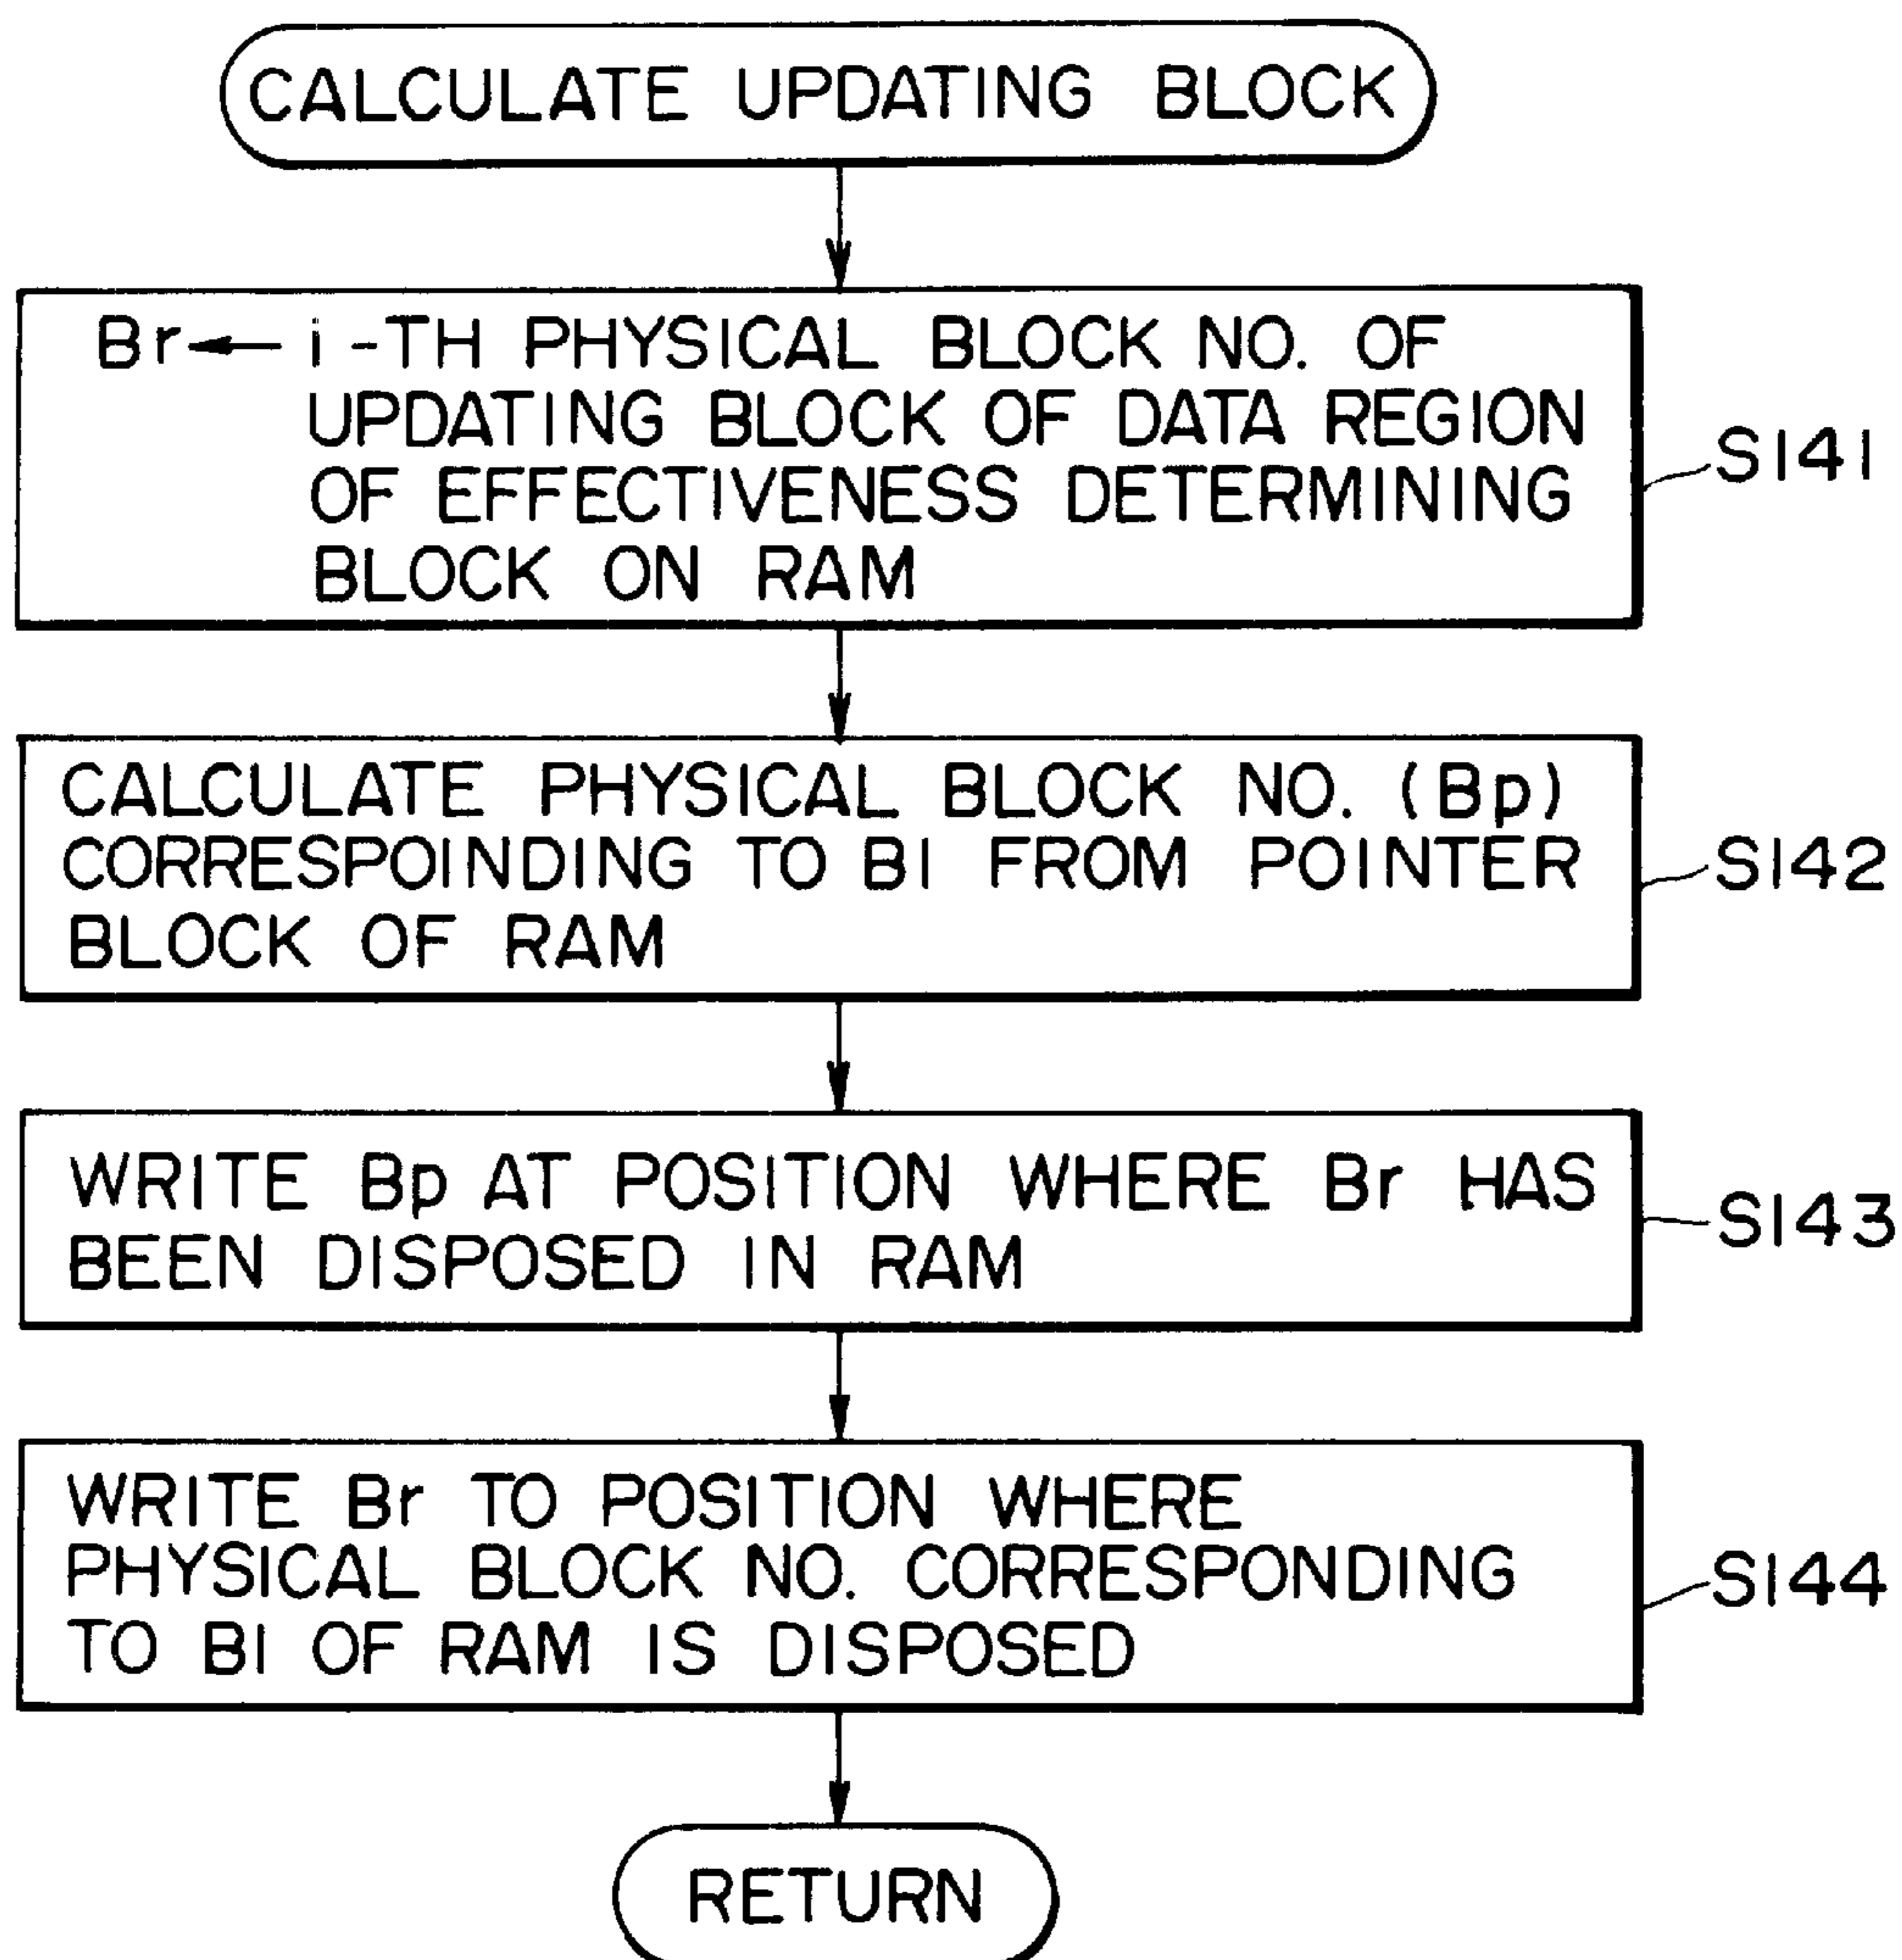 CALCULATE UPDATING BLOCK
Br← i-TH PHYSICAL BLOCK NO. OF
UPDATING BLOCK OF DATA REGION
OF EFFECTIVENESS DETERMINING
BLOCK ON RAM
S141
CALCULATE PHYSICAL BLOCK NO. (Bp)
CORRESPOINDING TO Bl FROM POINTER
BLOCK OF RAM
S142
WRITE Bp AT POSITION WHERE Br HAS
BEEN DISPOSED IN RAM
S143
WRITE Br TO POSITION WHERE
PHYSICAL BLOCK NO. CORRESPONDING
TO Bl OF RAM IS DISPOSED
S144
RETURN